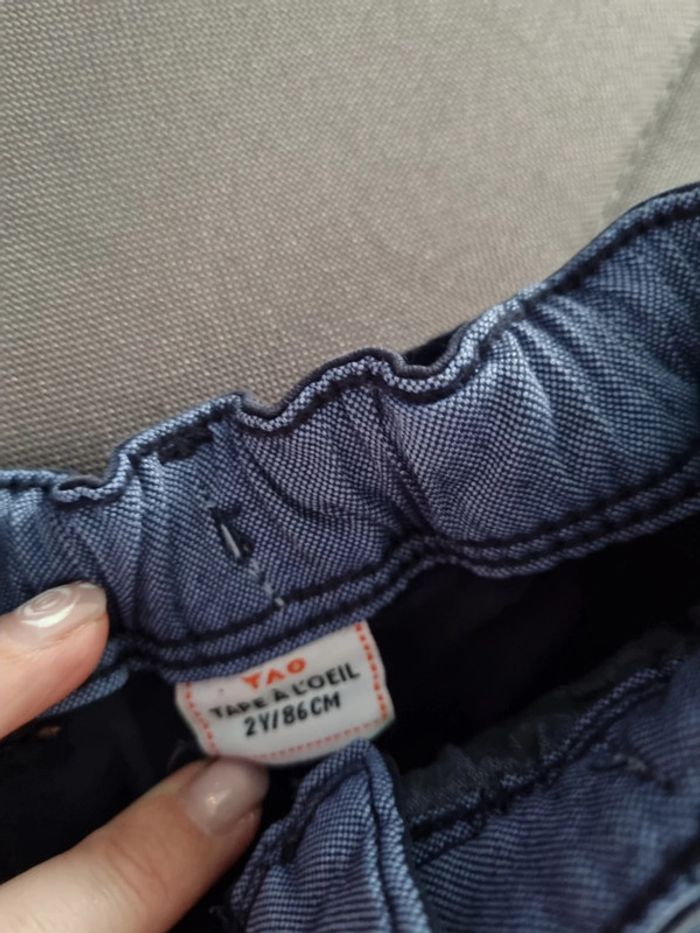 TAO
TAPE À L'OEIL
2Y/86CM